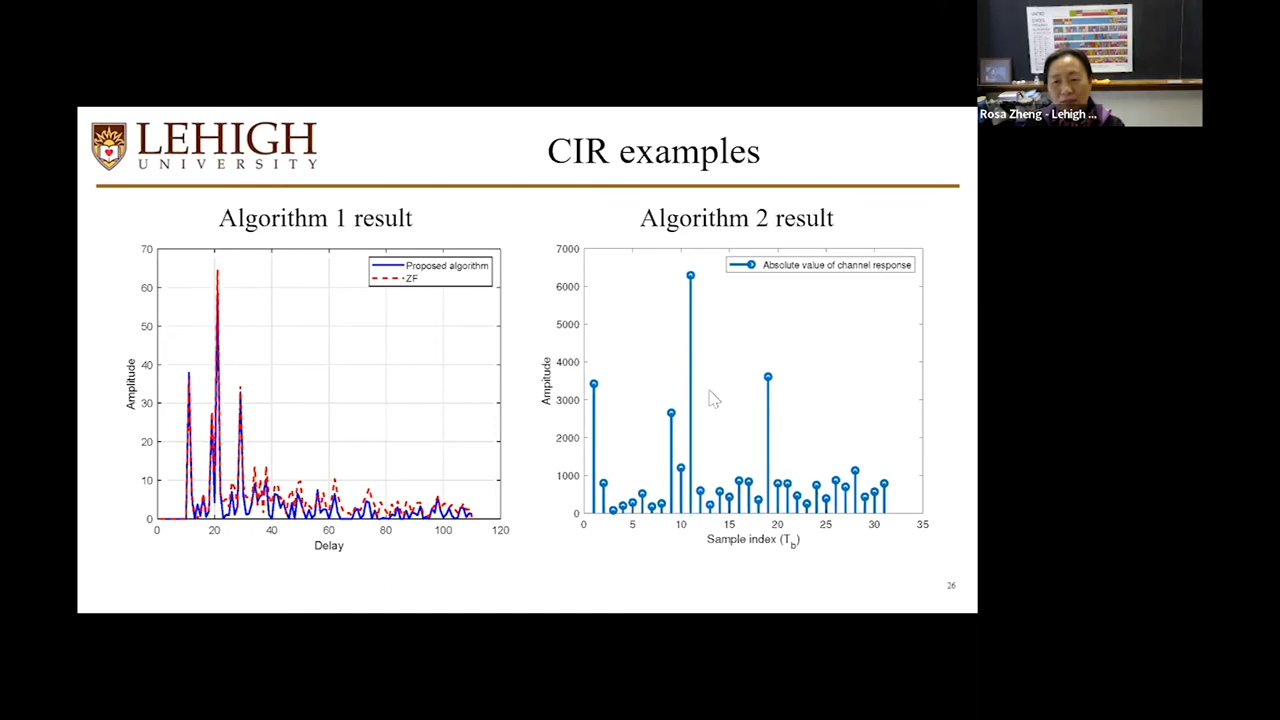 Rosa Zheng - Lehigh ...
LEHIGH
UNIVERSITY
CIR examples
Algorithm 1 result
Algorithm 2 result
70
60
50
40
30
20
10
0
Amplitude
Proposed algorithm
ZF
0 20 40 60 80 100 120
Delay
7000
6000
5000
4000
3000
2000
1000
0
Ampitude
Absolute value of channel response
0 5 10 15 20 25 30 35
Sample index (T_b)
26